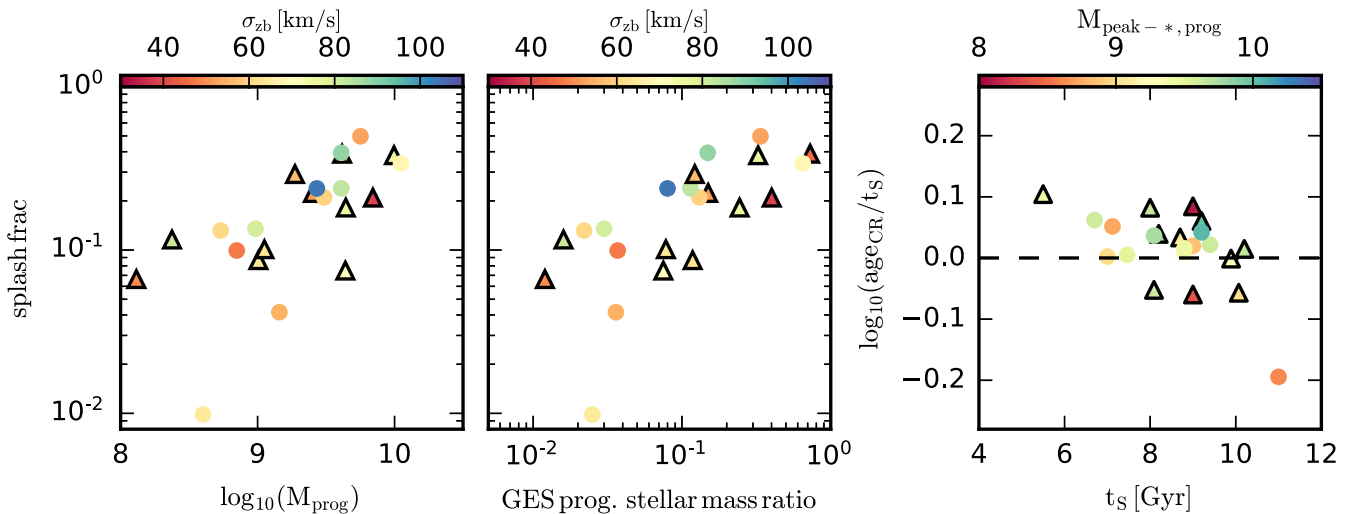 σzb [km/s]
40 60 80 100
10^0
10^-1
10^-2
splash frac
8 9 10
log10(Mprog)
σzb [km/s]
40 60 80 100
10^-2 10^-1 10^0
GES prog. stellar mass ratio
Mpeak-*,prog
8 9 10
0.2
0.1
0.0
−0.1
−0.2
log10(ageCR/tS)
4 6 8 10 12
tS [Gyr]